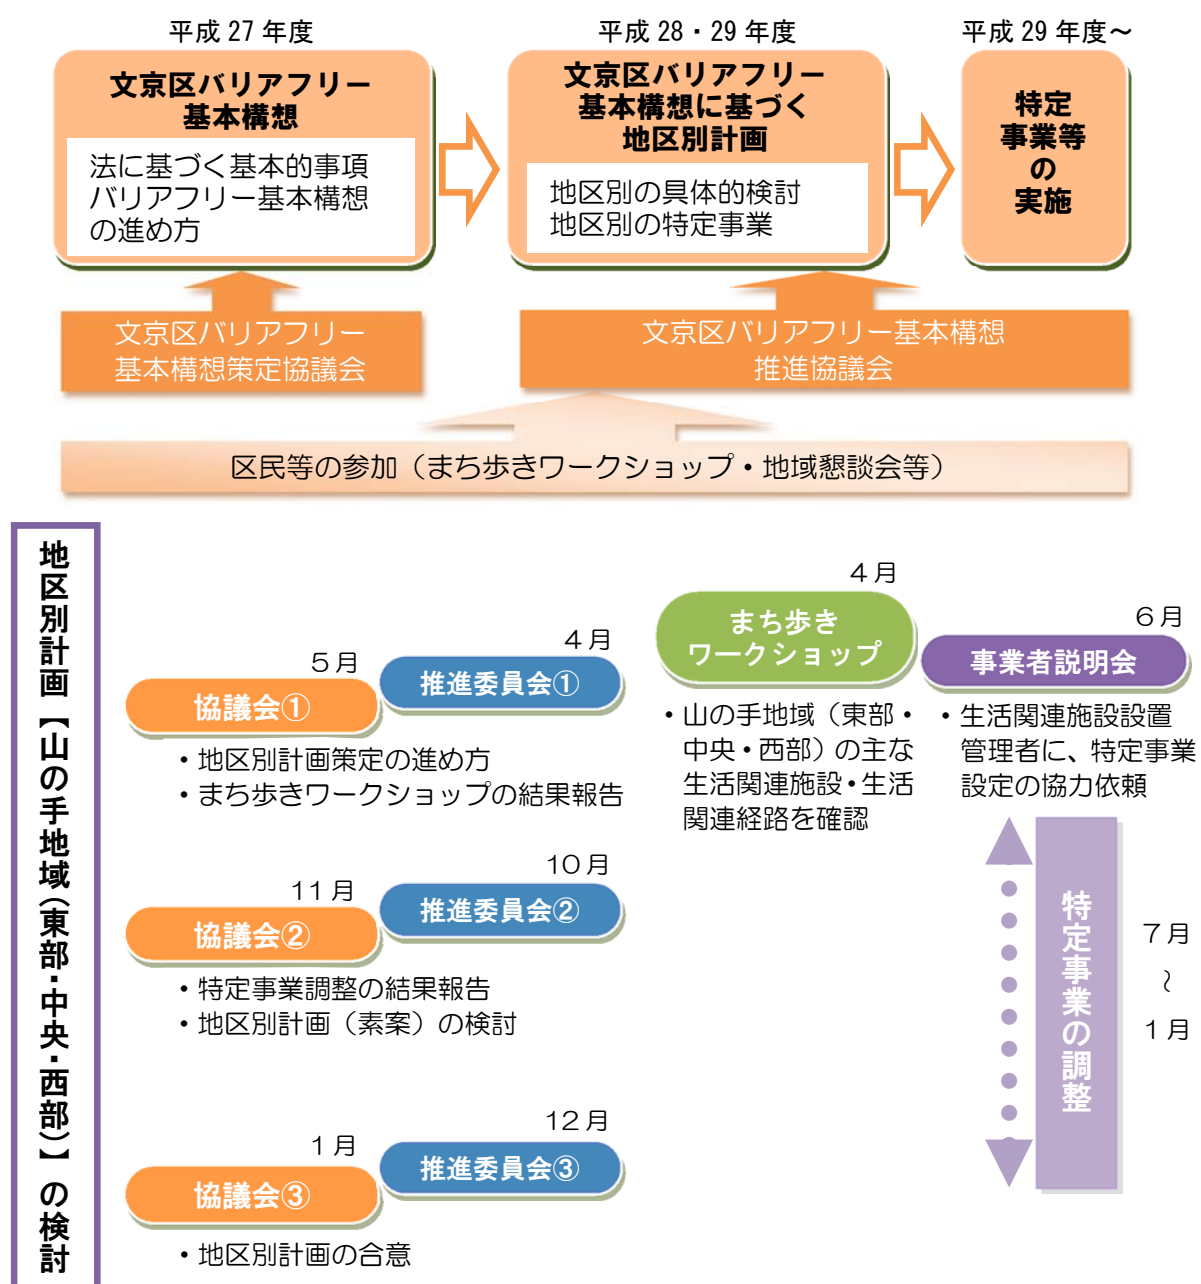 平成 27 年度
文京区バリアフリー
基本構想
法に基づく基本的事項
バリアフリー基本構想
の進め方
平成 28・29 年度
文京区バリアフリー
基本構想に基づく
地区別計画
地区別の具体的検討
地区別の特定事業
平成 29 年度～
特定
事業等
の
実施
文京区バリアフリー
基本構想策定協議会
文京区バリアフリー基本構想
推進協議会
区民等の参加（まち歩きワークショップ・地域懇談会等）
地区別計画【山の手地域（東部・中央・西部）】の検討
4 月
推進委員会①
5 月
協議会①
・地区別計画策定の進め方
・まち歩きワークショップの結果報告
10 月
推進委員会②
11 月
協議会②
・特定事業調整の結果報告
・地区別計画（素案）の検討
12 月
推進委員会③
1 月
協議会③
・地区別計画の合意
4 月
まち歩き
ワークショップ
・山の手地域（東部・
中央・西部）の主な
生活関連施設・生活
関連経路を確認
6 月
事業者説明会
・生活関連施設設置
管理者に、特定事業
設定の協力依頼
特定事業の調整
7 月
～
1 月